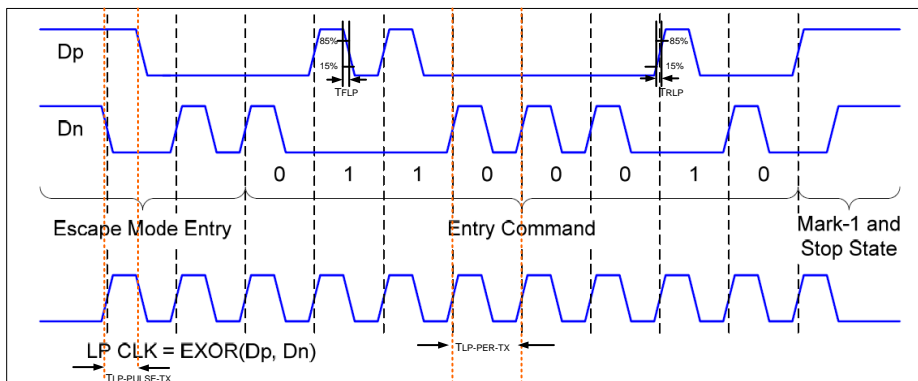 Dp
85%
15%
TFLP
85%
15%
TRLP
Dn
0 1 1 0 0 0 1 0
Escape Mode Entry
Entry Command
Mark-1 and
Stop State
LP CLK = EXOR(Dp, Dn)
TLP-PER-TX
TLP-PULSE-TX